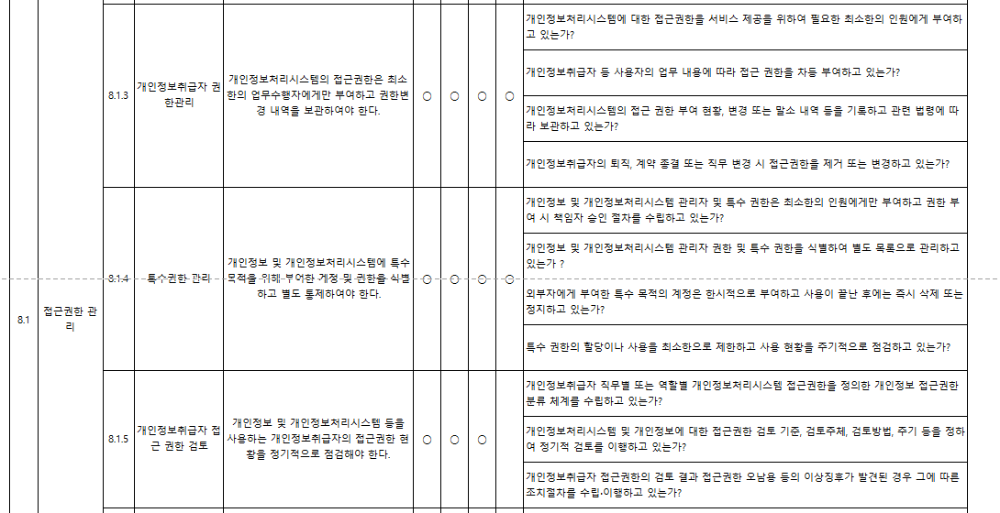 8.1
접근권한 관
리
8.1.3
개인정보취급자 권
한관리
개인정보처리시스템의 접근권한은 최소
한의 업무수행자에게만 부여하고 권한변
경 내역을 보관하여야 한다.
○ ○ ○ ○
개인정보처리시스템에 대한 접근권한을 서비스 제공을 위하여 필요한 최소한의 인원에게 부여하
고 있는가?
개인정보취급자 등 사용자의 업무 내용에 따라 접근 권한을 차등 부여하고 있는가?
개인정보처리시스템의 접근 권한 부여 현황, 변경 또는 말소 내역 등을 기록하고 관련 법령에 따
라 보관하고 있는가?
개인정보취급자의 퇴직, 계약 종결 또는 직무 변경 시 접근권한을 제거 또는 변경하고 있는가?
8.1.4
특수권한 관리
개인정보 및 개인정보처리시스템에 특수
목적을 위해 부여한 계정 및 권한을 식별
하고 별도 통제하여야 한다.
○ ○ ○ ○
개인정보 및 개인정보처리시스템 관리자 및 특수 권한은 최소한의 인원에게만 부여하고 권한 부
여 시 책임자 승인 절차를 수립하고 있는가?
개인정보 및 개인정보처리시스템 관리자 권한 및 특수 권한을 식별하여 별도 목록으로 관리하고
있는가 ?
외부자에게 부여한 특수 목적의 계정은 한시적으로 부여하고 사용이 끝난 후에는 즉시 삭제 또는
정지하고 있는가?
특수 권한의 할당이나 사용을 최소한으로 제한하고 사용 현황을 주기적으로 점검하고 있는가?
8.1.5
개인정보취급자 접
근 권한 검토
개인정보 및 개인정보처리시스템 등을
사용하는 개인정보취급자의 접근권한 현
황을 정기적으로 점검해야 한다.
○ ○ ○
개인정보취급자 직무별 또는 역할별 개인정보처리시스템 접근권한을 정의한 개인정보 접근권한
분류 체계를 수립하고 있는가?
개인정보처리시스템 및 개인정보에 대한 접근권한 검토 기준, 검토주체, 검토방법, 주기 등을 정하
여 정기적 검토를 이행하고 있는가?
개인정보취급자 접근권한의 검토 결과 접근권한 오남용 등의 이상징후가 발견된 경우 그에 따른
조치절차를 수립·이행하고 있는가?